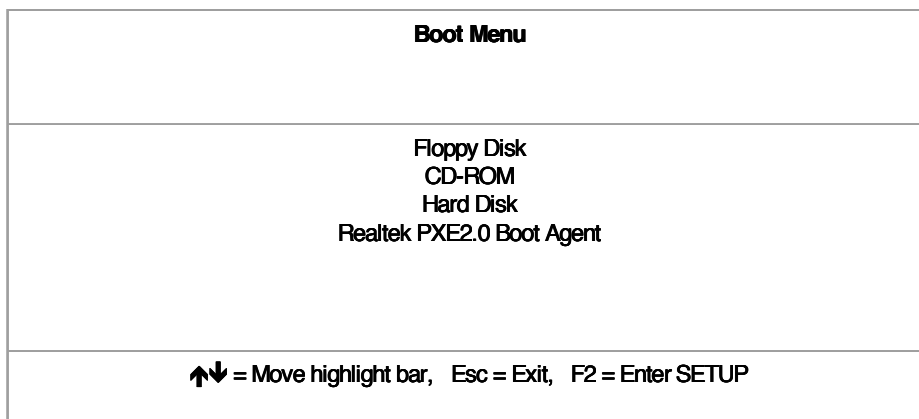 Boot Menu
Floppy Disk
CD-ROM
Hard Disk
Realtek PXE2.0 Boot Agent
↑↓ = Move highlight bar, Esc = Exit, F2 = Enter SETUP